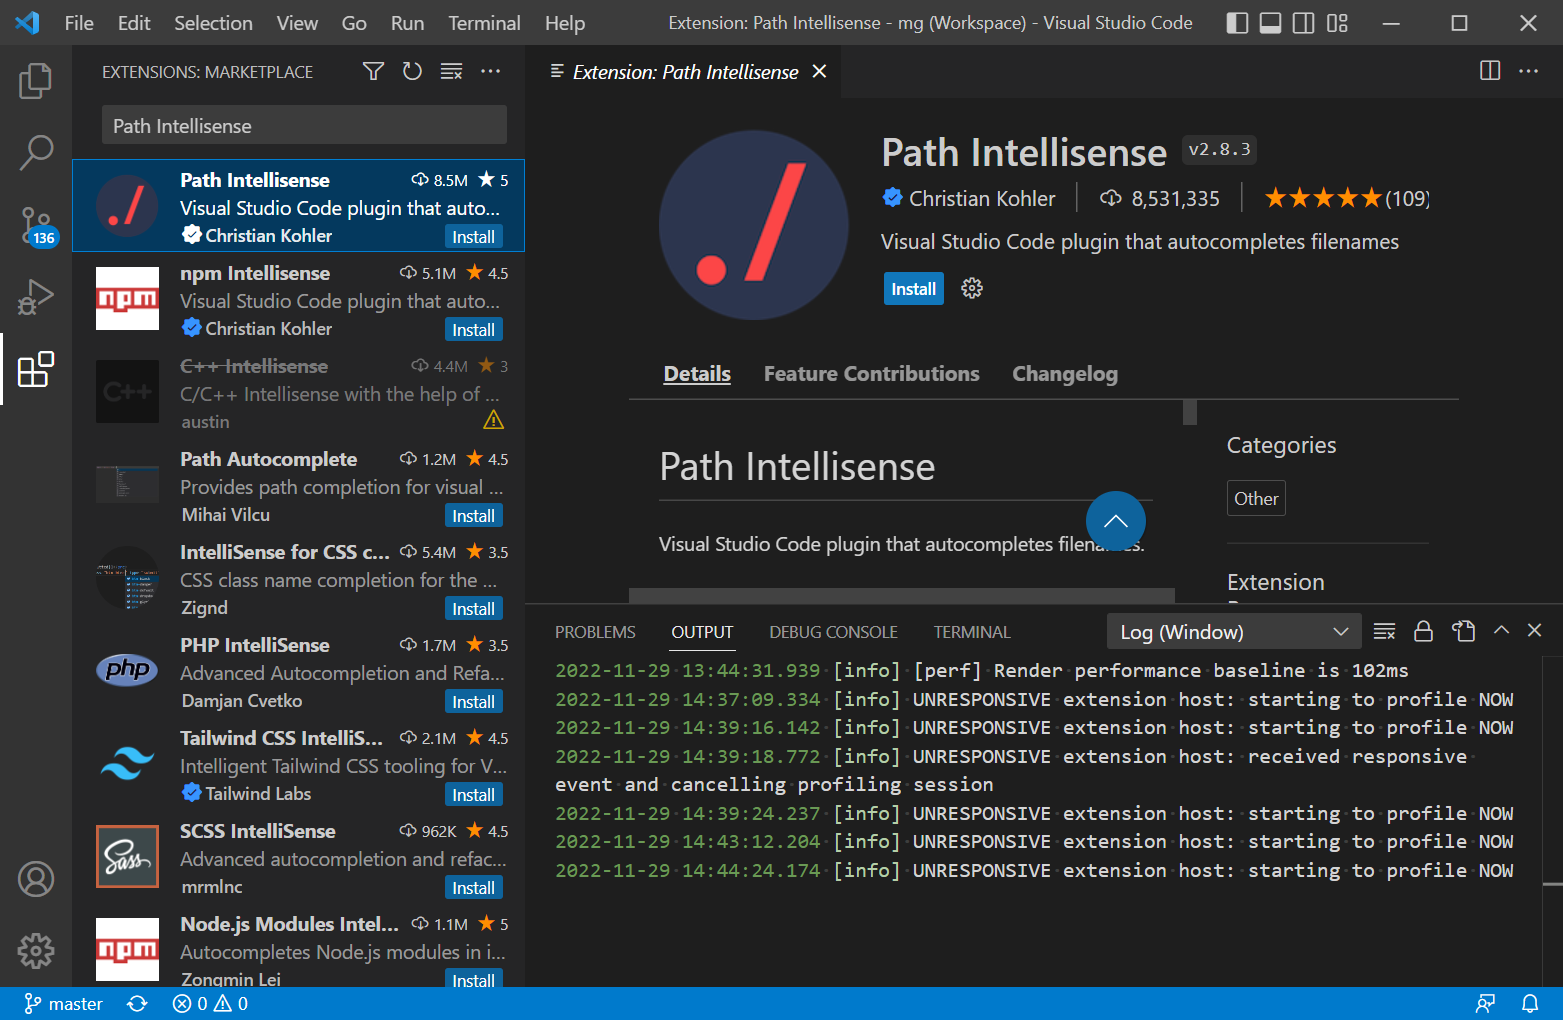 File Edit Selection View Go Run Terminal Help
Extension: Path Intellisense - mg (Workspace) - Visual Studio Code
EXTENSIONS: MARKETPLACE
Path Intellisense
136
Path Intellisense 8.5M 5
Visual Studio Code plugin that auto...
Christian Kohler Install
npm
npm Intellisense 5.1M 4.5
Visual Studio Code plugin that auto...
Christian Kohler Install
C++
C++ Intellisense 4.4M 3
C/C++ Intellisense with the help of ...
austin
Path Autocomplete 1.2M 4.5
Provides path completion for visual ...
Mihai Vilcu Install
IntelliSense for CSS c... 5.4M 3.5
CSS class name completion for the ...
Zignd Install
php
PHP IntelliSense 1.7M 3.5
Advanced Autocompletion and Refa...
Damjan Cvetko Install
Tailwind CSS IntelliS... 2.1M 4.5
Intelligent Tailwind CSS tooling for V...
Tailwind Labs Install
Sass
SCSS IntelliSense 962K 4.5
Advanced autocompletion and refac...
mrmlnc Install
npm
Node.js Modules Intel... 1.1M 5
Autocompletes Node.js modules in i...
Zongmin Lei Install
Extension: Path Intellisense
./
Path Intellisense v2.8.3
Christian Kohler 8,531,335 (109)
Visual Studio Code plugin that autocompletes filenames
Install
Details Feature Contributions Changelog
Path Intellisense
Visual Studio Code plugin that autocompletes
Categories
Other
Extension
PROBLEMS OUTPUT DEBUG CONSOLE TERMINAL Log (Window)
2022-11-29 13:44:31.939 [info] [perf] Render performance baseline is 102ms
2022-11-29 14:37:09.334 [info] UNRESPONSIVE extension host: starting to profile NOW
2022-11-29 14:39:16.142 [info] UNRESPONSIVE extension host: starting to profile NOW
2022-11-29 14:39:18.772 [info] UNRESPONSIVE extension host: received responsive
event and cancelling profiling session
2022-11-29 14:39:24.237 [info] UNRESPONSIVE extension host: starting to profile NOW
2022-11-29 14:43:12.204 [info] UNRESPONSIVE extension host: starting to profile NOW
2022-11-29 14:44:24.174 [info] UNRESPONSIVE extension host: starting to profile NOW
master 0 0